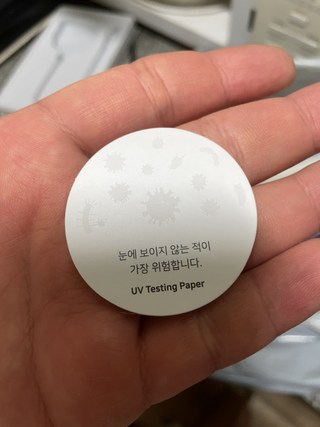 눈에 보이지 않는 적이
가장 위험합니다.
UV Testing Paper